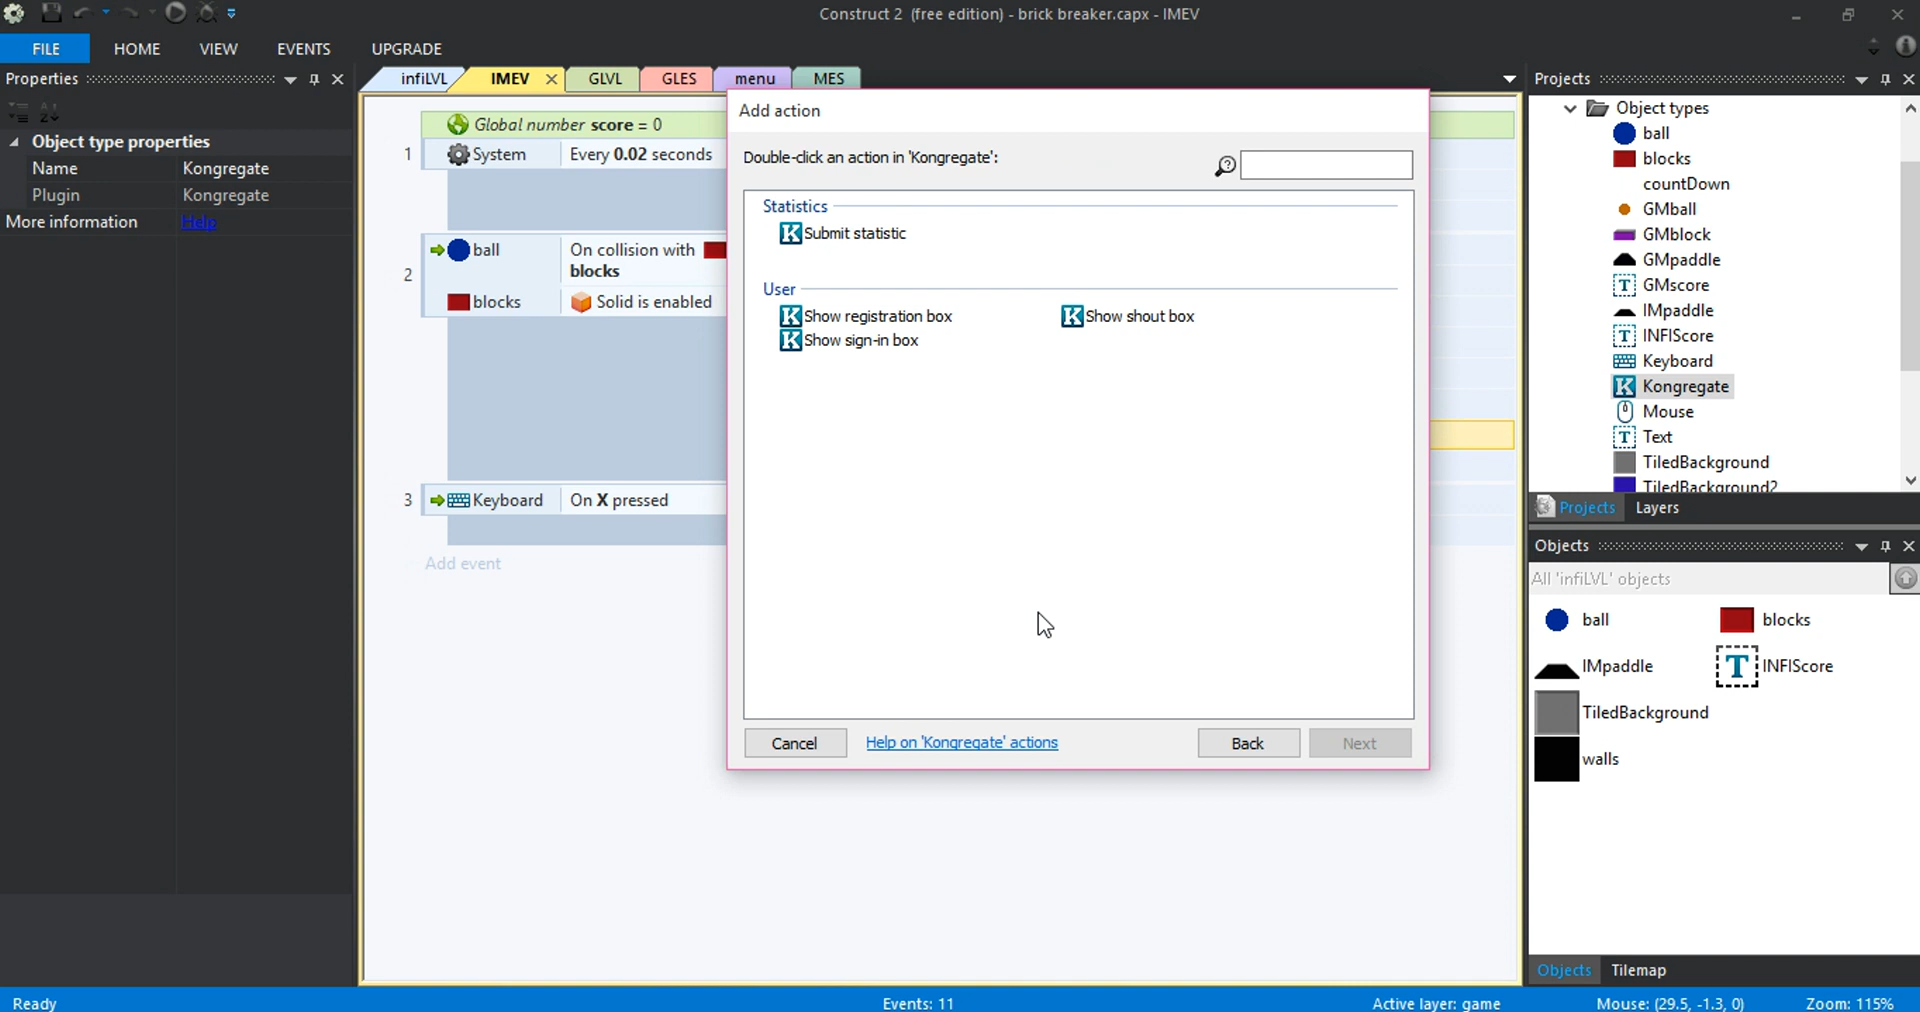 Construct 2 (free edition) - brick breaker.capx - IMEV
FILE HOME VIEW EVENTS UPGRADE
Properties
Object type properties
Name Kongregate
Plugin Kongregate
More information Help
infiLVL IMEV GLVL GLES menu MES
Global number score = 0
1 System Every 0.02 seconds
2 ball On collision with blocks
blocks Solid is enabled
3 Keyboard On X pressed
Add event
Add action
Double-click an action in 'Kongregate':
Statistics
Submit statistic
User
Show registration box Show shout box
Show sign-in box
Cancel Help on 'Kongregate' actions Back Next
Projects
Object types
ball
blocks
countDown
GMball
GMblock
GMpaddle
GMscore
IMpaddle
INFIScore
Keyboard
Kongregate
Mouse
Text
TiledBackground
TiledBackground2
Projects Layers
Objects
All 'infiLVL' objects
ball blocks
IMpaddle INFIScore
TiledBackground
walls
Objects Tilemap
Ready Events: 11 Active layer: game Mouse: (29.5, -1.3, 0) Zoom: 115%